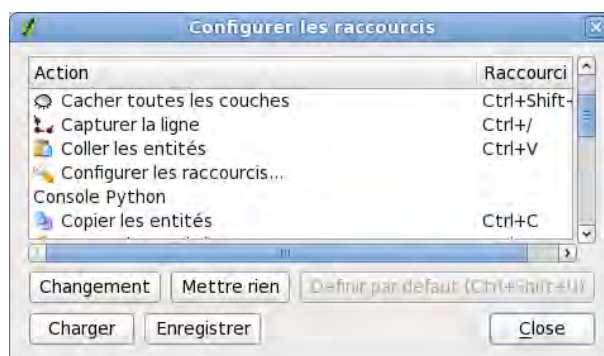 Configurer les raccourcis
Action Raccourci
Cacher toutes les couches Ctrl+Shift+
Capturer la ligne Ctrl+/
Coller les entités Ctrl+V
Configurer les raccourcis...
Console Python
Copier les entités Ctrl+C
Changement Mettre rien Définir par défaut (Ctrl+Shift+U)
Charger Enregistrer Close